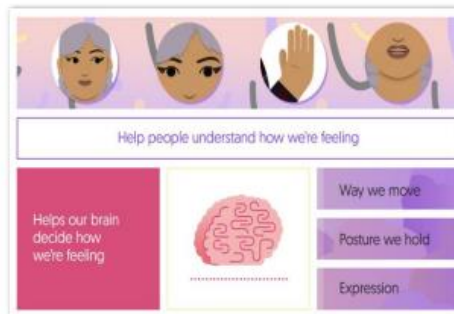 Help people understand how we're feeling
Helps our brain
decide how
we're feeling
Way we move
Posture we hold
Expression